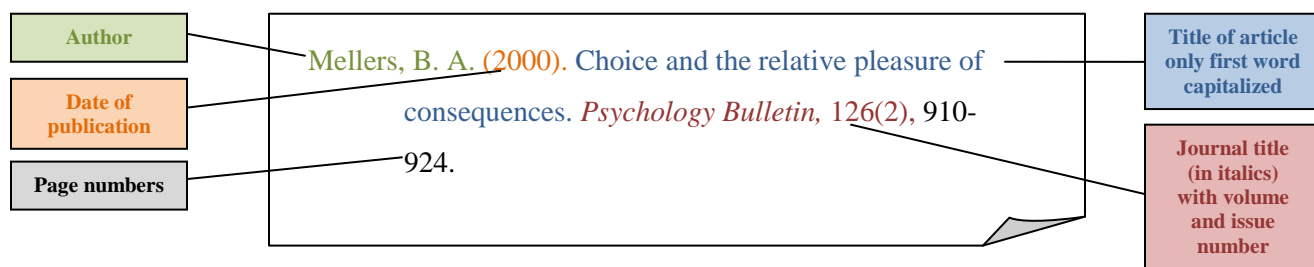 Author
Date of
publication
Page numbers
Mellers, B. A. (2000). Choice and the relative pleasure of
consequences. Psychology Bulletin, 126(2), 910-
924.
Title of article
only first word
capitalized
Journal title
(in italics)
with volume
and issue
number